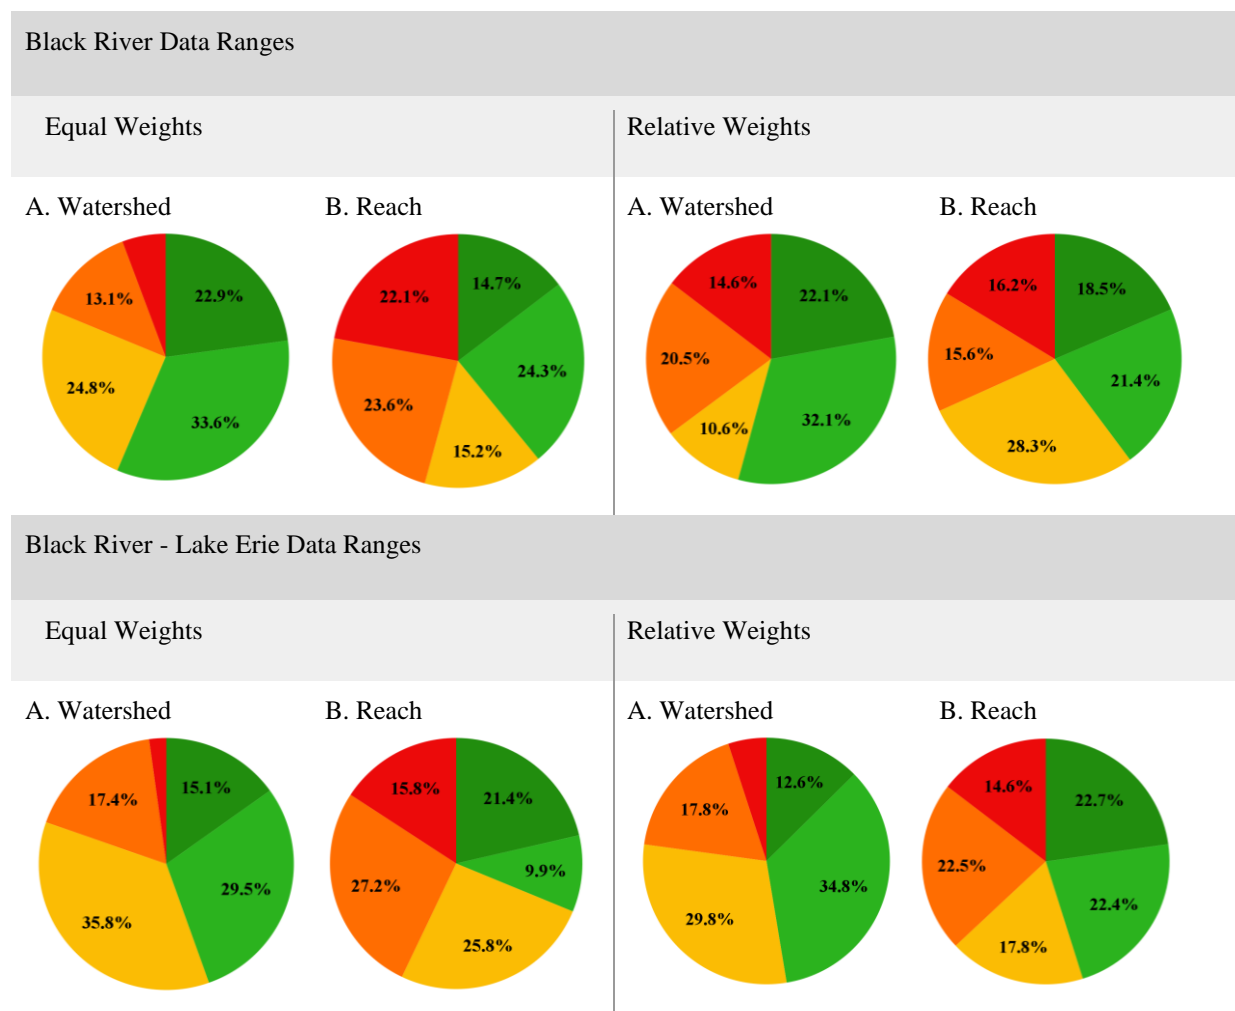 Black River Data Ranges
Equal Weights
Relative Weights
A. Watershed
B. Reach
A. Watershed
B. Reach
22.9%
33.6%
24.8%
13.1%
14.7%
24.3%
15.2%
23.6%
22.1%
22.1%
32.1%
10.6%
20.5%
14.6%
18.5%
21.4%
28.3%
15.6%
16.2%
Black River - Lake Erie Data Ranges
Equal Weights
Relative Weights
A. Watershed
B. Reach
A. Watershed
B. Reach
15.1%
29.5%
35.8%
17.4%
21.4%
9.9%
25.8%
27.2%
15.8%
12.6%
34.8%
29.8%
17.8%
22.7%
22.4%
17.8%
22.5%
14.6%